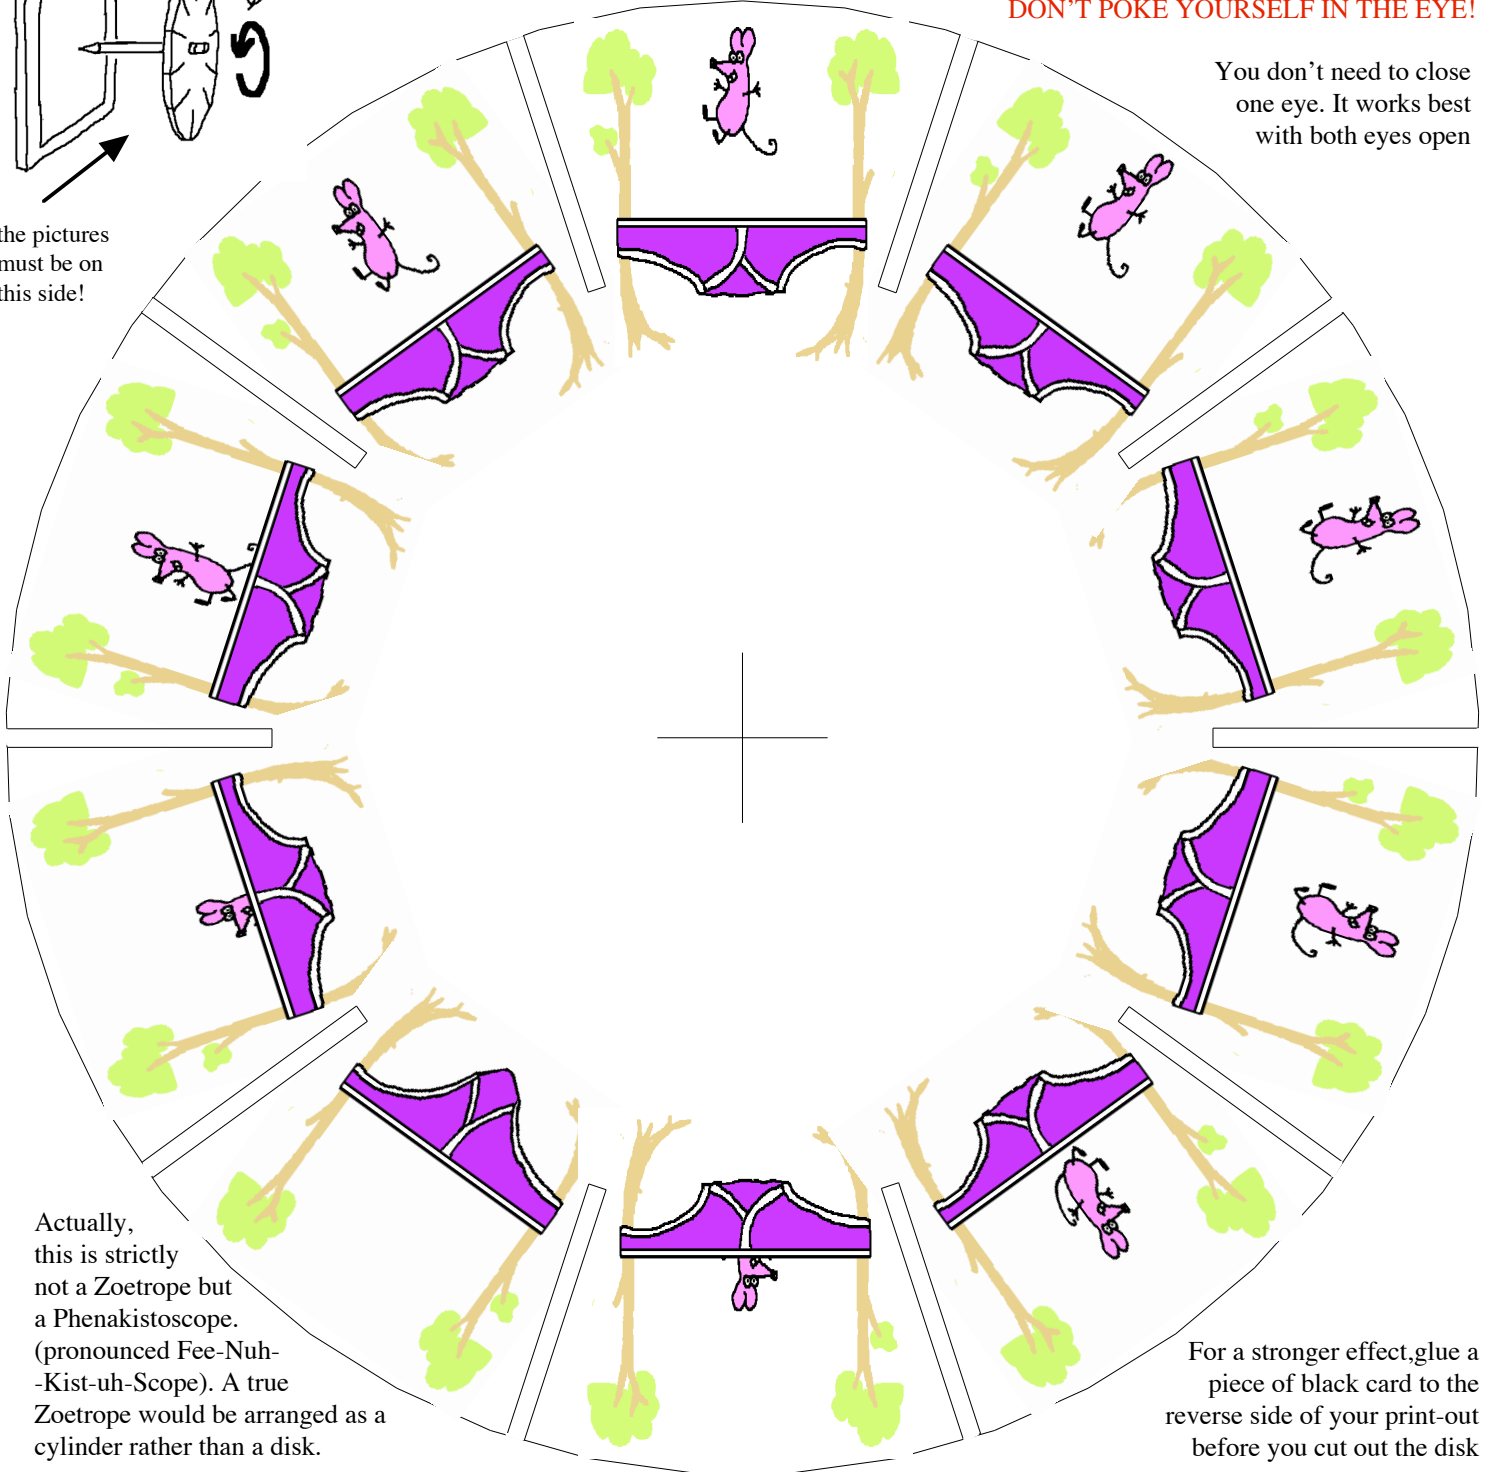 DON'T POKE YOURSELF IN THE EYE!
You don't need to close
one eye. It works best
with both eyes open
the pictures
must be on
this side!
Actually,
this is strictly
not a Zoetrope but
a Phenakistoscope.
(pronounced Fee-Nuh-
-Kist-uh-Scope). A true
Zoetrope would be arranged as a
cylinder rather than a disk.
For a stronger effect,glue a
piece of black card to the
reverse side of your print-out
before you cut out the disk